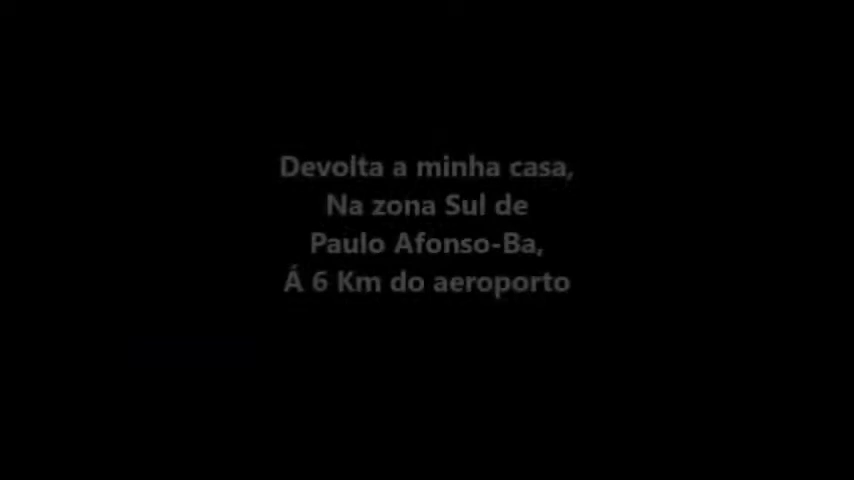 Devolta a minha casa,
Na zona Sul de
Paulo Afonso-Ba,
Á 6 Km do aeroporto